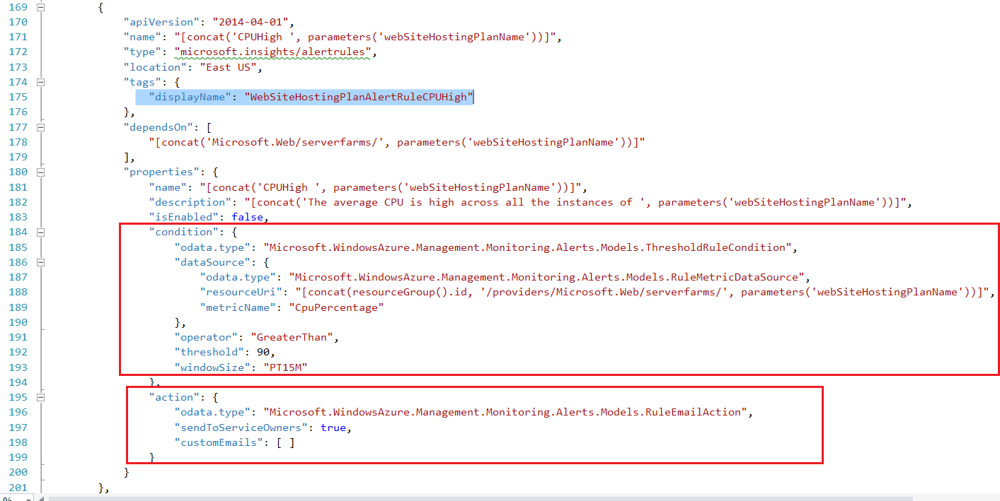 169 {
170 "apiVersion": "2014-04-01",
171 "name": "[concat('CPUHigh ', parameters('webSiteHostingPlanName'))]",
172 "type": "microsoft.insights/alertrules",
173 "location": "East US",
174 "tags": {
175 "displayName": "WebSiteHostingPlanAlertRuleCPUHigh"
176 },
177 "dependsOn": [
178 "[concat('Microsoft.Web/serverfarms/', parameters('webSiteHostingPlanName'))]"
179 ],
180 "properties": {
181 "name": "[concat('CPUHigh ', parameters('webSiteHostingPlanName'))]",
182 "description": "[concat('The average CPU is high across all the instances of ', parameters('webSiteHostingPlanName'))]",
183 "isEnabled": false,
184 "condition": {
185 "odata.type": "Microsoft.WindowsAzure.Management.Monitoring.Alerts.Models.ThresholdRuleCondition",
186 "dataSource": {
187 "odata.type": "Microsoft.WindowsAzure.Management.Monitoring.Alerts.Models.RuleMetricDataSource",
188 "resourceUri": "[concat(resourceGroup().id, '/providers/Microsoft.Web/serverfarms/', parameters('webSiteHostingPlanName'))]",
189 "metricName": "CpuPercentage"
190 },
191 "operator": "GreaterThan",
192 "threshold": 90,
193 "windowSize": "PT15M"
194 },
195 "action": {
196 "odata.type": "Microsoft.WindowsAzure.Management.Monitoring.Alerts.Models.RuleEmailAction",
197 "sendToServiceOwners": true,
198 "customEmails": [ ]
199 }
200 }
201 },
%